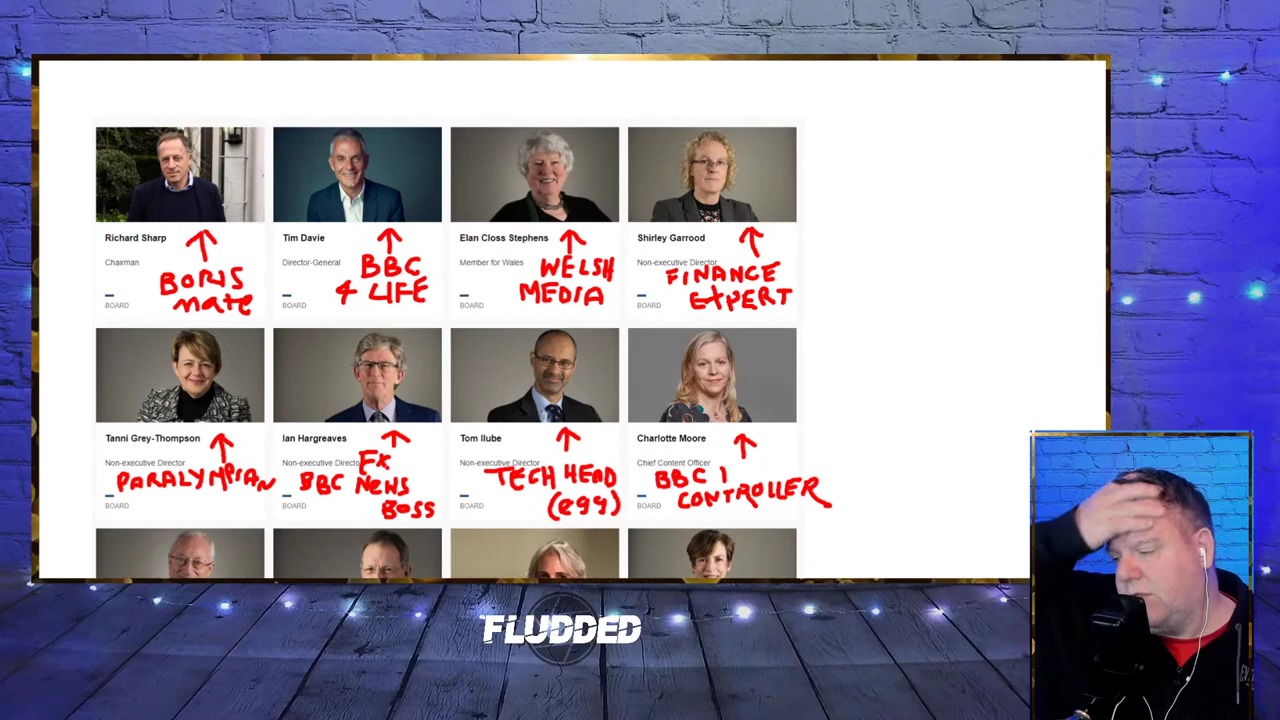 Richard Sharp
Chairman
BOARD
BORIS
mate
Tim Davie
Director-General
BOARD
BBC
4 LIFE
Elan Closs Stephens
Member for Wales
BOARD
WELSH
MEDIA
Shirley Garrood
Non-executive Director
BOARD
FINANCE
EXPERT
Tanni Grey-Thompson
Non-executive Director
BOARD
PARALYMPIAN
Ian Hargreaves
Non-executive Director
BOARD
EX
BBC NEWS
BOSS
Tom Ilube
Non-executive Director
BOARD
TECH HEAD
(egg)
Charlotte Moore
Chief Content Officer
BOARD
BBC 1
CONTROLLER
FLUDDED